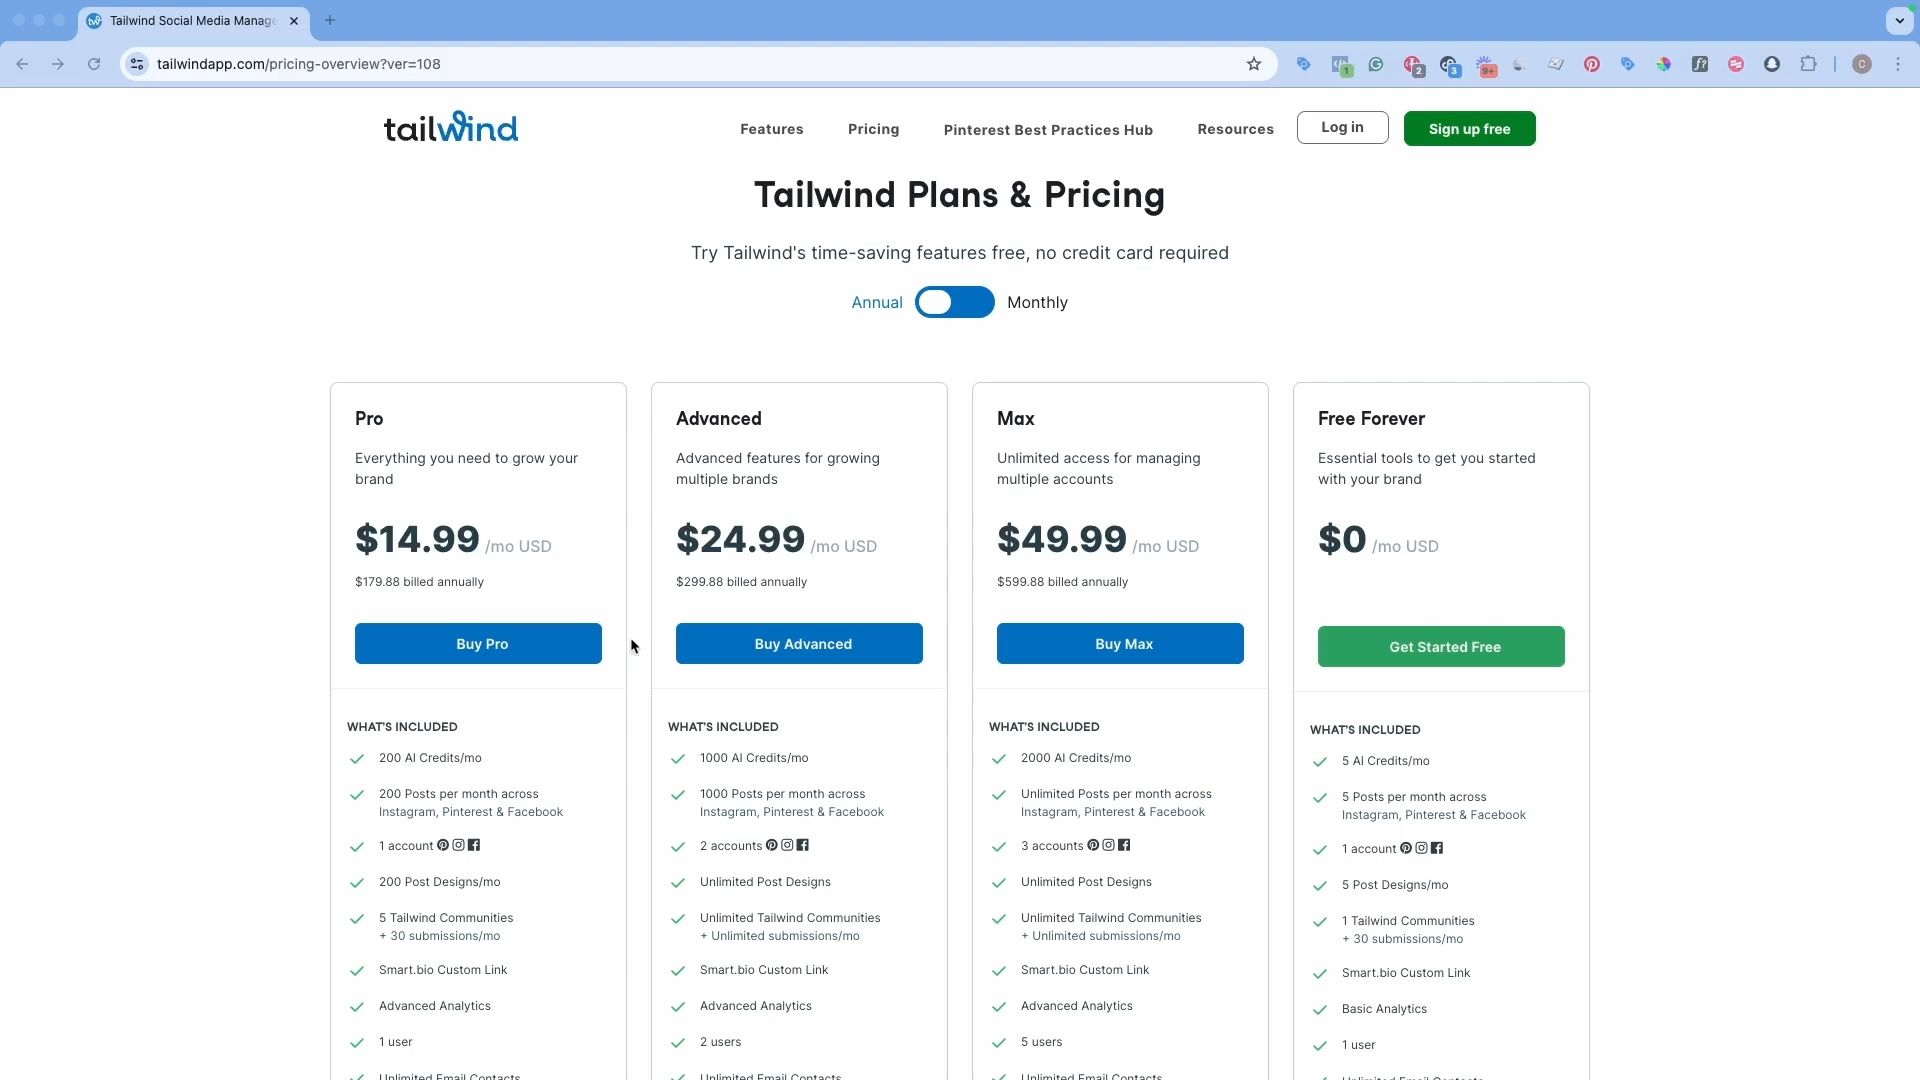 Tailwind Social Media Manage
tailwindapp.com/pricing-overview?ver=108
1
2
3
9+
f?
C
tailwind
Features
Pricing
Pinterest Best Practices Hub
Resources
Log in
Sign up free
Tailwind Plans & Pricing
Try Tailwind's time-saving features free, no credit card required
Annual
Monthly
Pro
Everything you need to grow your
brand
$14.99 /mo USD
$179.88 billed annually
Buy Pro
WHAT'S INCLUDED
200 AI Credits/mo
200 Posts per month across
Instagram, Pinterest & Facebook
1 account
200 Post Designs/mo
5 Tailwind Communities
+ 30 submissions/mo
Smart.bio Custom Link
Advanced Analytics
1 user
Unlimited Email Contacts
Advanced
Advanced features for growing
multiple brands
$24.99 /mo USD
$299.88 billed annually
Buy Advanced
WHAT'S INCLUDED
1000 AI Credits/mo
1000 Posts per month across
Instagram, Pinterest & Facebook
2 accounts
Unlimited Post Designs
Unlimited Tailwind Communities
+ Unlimited submissions/mo
Smart.bio Custom Link
Advanced Analytics
2 users
Unlimited Email Contacts
Max
Unlimited access for managing
multiple accounts
$49.99 /mo USD
$599.88 billed annually
Buy Max
WHAT'S INCLUDED
2000 AI Credits/mo
Unlimited Posts per month across
Instagram, Pinterest & Facebook
3 accounts
Unlimited Post Designs
Unlimited Tailwind Communities
+ Unlimited submissions/mo
Smart.bio Custom Link
Advanced Analytics
5 users
Unlimited Email Contacts
Free Forever
Essential tools to get you started
with your brand
$0 /mo USD
Get Started Free
WHAT'S INCLUDED
5 AI Credits/mo
5 Posts per month across
Instagram, Pinterest & Facebook
1 account
5 Post Designs/mo
1 Tailwind Communities
+ 30 submissions/mo
Smart.bio Custom Link
Basic Analytics
1 user